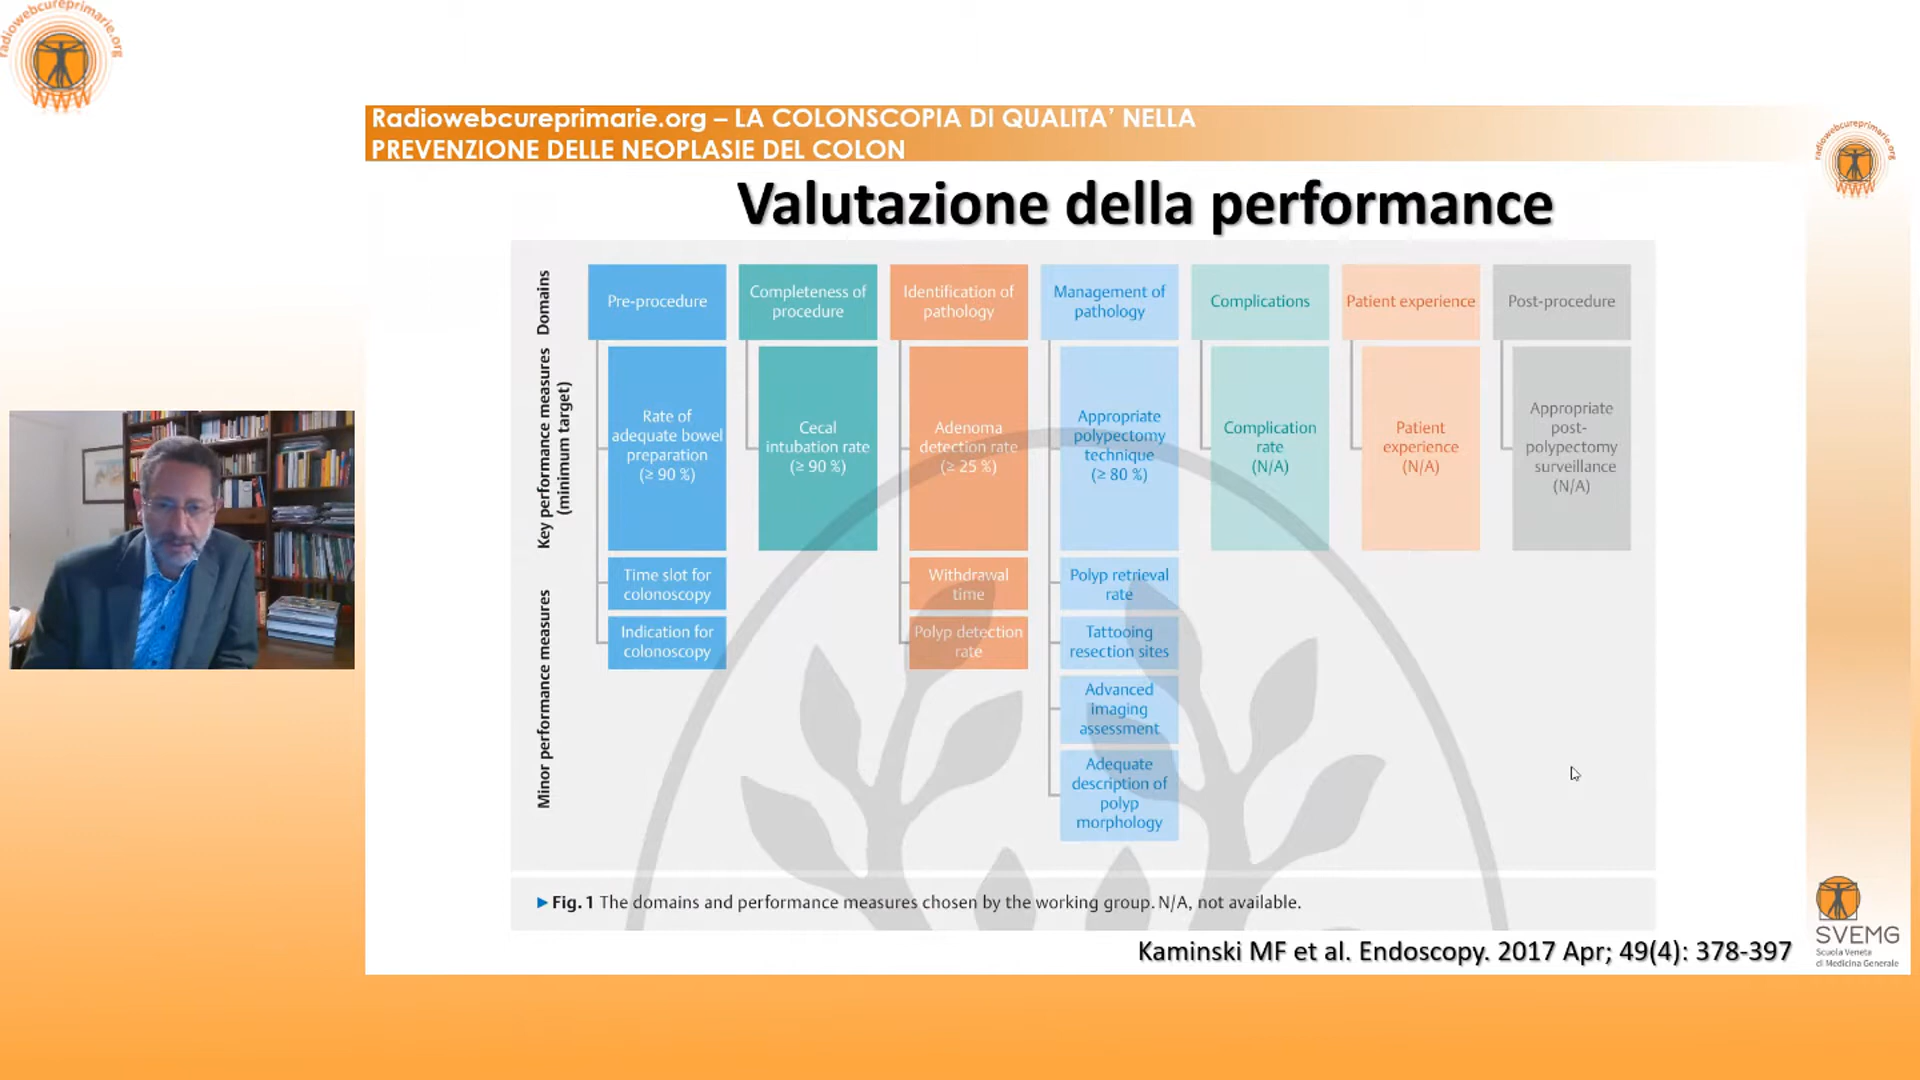 radiowebcureprimarie.org
WWW
Radiowebcureprimarie.org – LA COLONSCOPIA DI QUALITA’ NELLA
PREVENZIONE DELLE NEOPLASIE DEL COLON
radiowebcureprimarie.org
WWW
Valutazione della performance
Domains
Pre-procedure
Completeness of
procedure
Identification of
pathology
Management of
pathology
Complications
Patient experience
Post-procedure
Key performance measures
(minimum target)
Rate of
adequate bowel
preparation
(≥ 90 %)
Cecal
intubation rate
(≥ 90 %)
Adenoma
detection rate
(≥ 25 %)
Appropriate
polypectomy
technique
(≥ 80 %)
Complication
rate
(N/A)
Patient
experience
(N/A)
Appropriate
post-
polypectomy
surveillance
(N/A)
Minor performance measures
Time slot for
colonoscopy
Indication for
colonoscopy
Withdrawal
time
Polyp detection
rate
Polyp retrieval
rate
Tattooing
resection sites
Advanced
imaging
assessment
Adequate
description of
polyp
morphology
▶ Fig. 1 The domains and performance measures chosen by the working group. N/A, not available.
Kaminski MF et al. Endoscopy. 2017 Apr; 49(4): 378-397
SVEMG
Scuola Veneta
di Medicina Generale